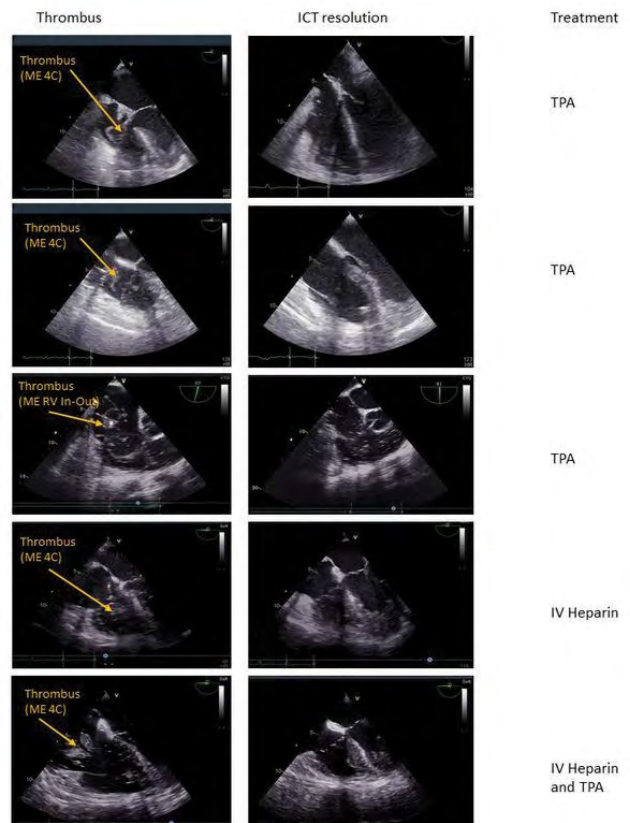 Thrombus
ICT resolution
Treatment
Thrombus
(ME 4C)
TPA
Thrombus
(ME 4C)
TPA
Thrombus
(ME RV In-Out)
TPA
Thrombus
(ME 4C)
IV Heparin
Thrombus
(ME 4C)
IV Heparin
and TPA